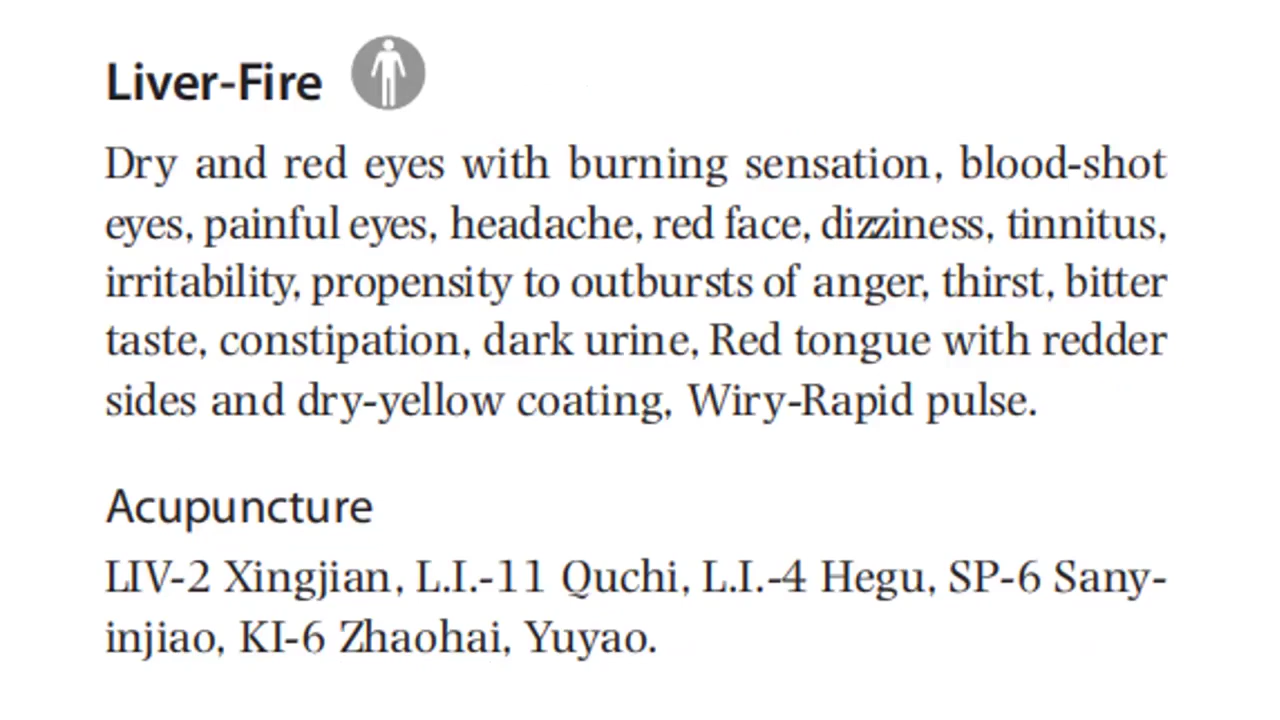 Liver-Fire
Dry and red eyes with burning sensation, blood-shot
eyes, painful eyes, headache, red face, dizziness, tinnitus,
irritability, propensity to outbursts of anger, thirst, bitter
taste, constipation, dark urine, Red tongue with redder
sides and dry-yellow coating, Wiry-Rapid pulse.
Acupuncture
LIV-2 Xingjian, L.I.-11 Quchi, L.I.-4 Hegu, SP-6 Sany-
injiao, KI-6 Zhaohai, Yuyao.